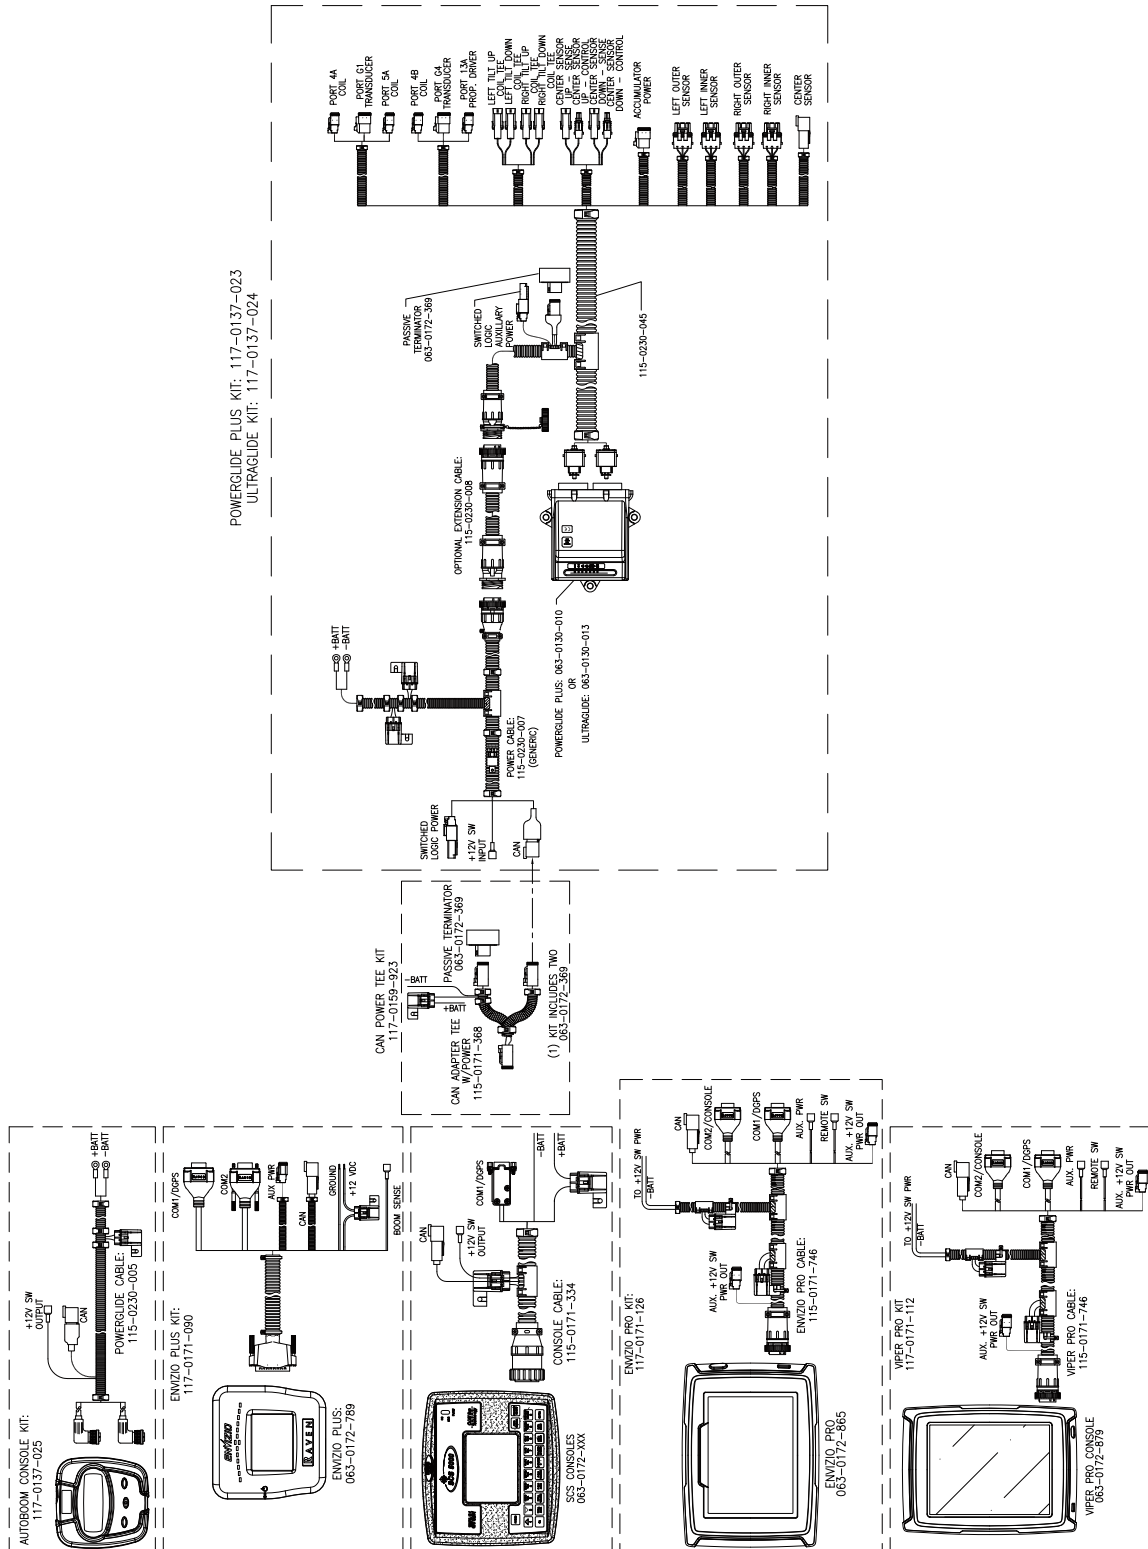 POWERGLIDE PLUS KIT: 117-0137-023
ULTRAGLIDE KIT: 117-0137-024
PORT 4A
COIL
PORT G1
TRANSDUCER
PORT 5A
COIL
PORT 4B
COIL
PORT G4
TRANSDUCER
PORT 13A
PROP. DRIVER
LEFT TILT UP
COIL TEE
LEFT TILT DOWN
COIL TEE
RIGHT TILT UP
COIL TEE
RIGHT TILT DOWN
COIL TEE
CENTER SENSOR
UP - SENSE
CENTER SENSOR
UP - CONTROL
CENTER SENSOR
DOWN - SENSE
CENTER SENSOR
DOWN - CONTROL
ACCUMULATOR
POWER
LEFT OUTER
SENSOR
LEFT INNER
SENSOR
RIGHT OUTER
SENSOR
RIGHT INNER
SENSOR
CENTER
SENSOR
PASSIVE
TERMINATOR
063-0172-369
SWITCHED
LOGIC
AUXILLARY
POWER
115-0230-045
OPTIONAL EXTENSION CABLE:
115-0230-008
+BATT
-BATT
POWERGLIDE PLUS: 063-0130-010
OR
ULTRAGLIDE: 063-0130-013
POWER CABLE:
115-0230-007
(GENERIC)
SWITCHED
LOGIC POWER
+12V SW
INPUT
CAN
CAN POWER TEE KIT
117-0159-923
-BATT
+BATT
PASSIVE TERMINATOR
063-0172-369
CAN ADAPTER TEE
W/POWER
115-0171-368
(1) KIT INCLUDES TWO
063-0172-369
AUTOBOOM CONSOLE KIT:
117-0137-025
+12V SW
OUTPUT
CAN
POWERGLIDE CABLE:
115-0230-005
+BATT
-BATT
ENVIZIO PLUS KIT:
117-0171-090
COM1/DGPS
COM2
AUX PWR
CAN
GROUND
+12 VDC
BOOM SENSE
ENVIZIO
RAVEN
ENVIZIO PLUS:
063-0172-789
CAN
+12V SW
OUTPUT
COM1/DGPS
-BATT
+BATT
CONSOLE CABLE:
115-0171-334
SCS CONSOLES
063-0172-XXX
ENVIZIO PRO KIT:
117-0171-126
TO +12V SW PWR
-BATT
CAN
COM2/CONSOLE
COM1/DGPS
AUX. PWR
REMOTE SW
AUX. +12V SW
PWR OUT
AUX. +12V SW
PWR OUT
ENVIZIO PRO CABLE:
115-0171-746
ENVIZIO PRO
063-0172-865
VIPER PRO KIT
117-0171-112
TO +12V SW PWR
-BATT
CAN
COM2/CONSOLE
COM1/DGPS
AUX. PWR
REMOTE SW
AUX. +12V SW
PWR OUT
AUX. +12V SW
PWR OUT
VIPER PRO CABLE:
115-0171-746
VIPER PRO CONSOLE
063-0172-879